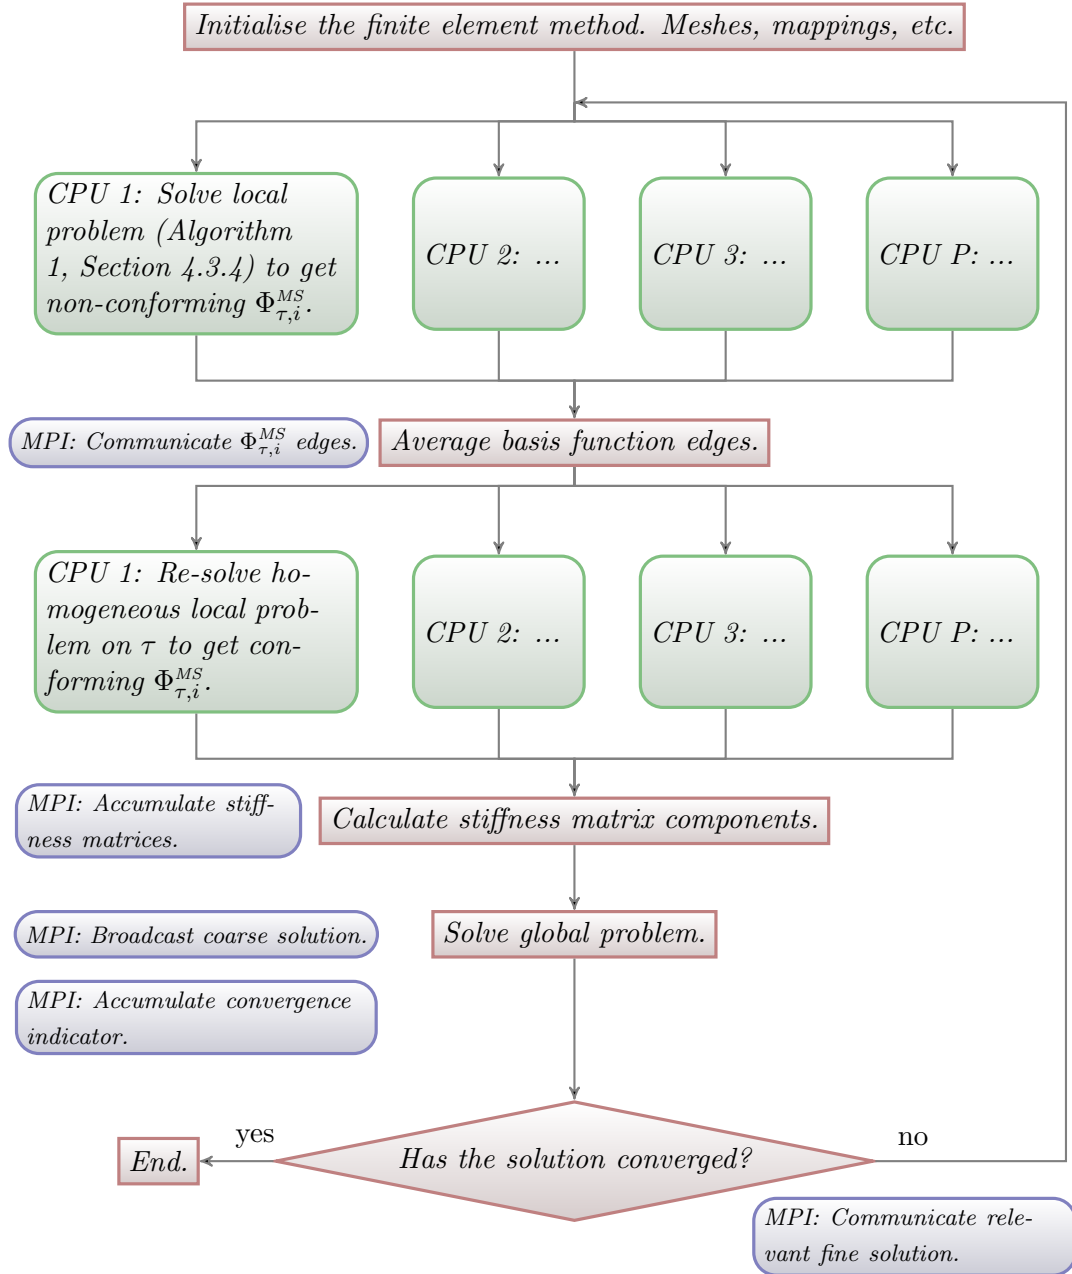 Initialise the finite element method. Meshes, mappings, etc.
CPU 1: Solve local
problem (Algorithm
1, Section 4.3.4) to get
non-conforming Φ^{MS}_{τ,i}.
CPU 2: ...
CPU 3: ...
CPU P: ...
MPI: Communicate Φ^{MS}_{τ,i} edges.
Average basis function edges.
CPU 1: Re-solve ho-
mogeneous local prob-
lem on τ to get con-
forming Φ^{MS}_{τ,i}.
CPU 2: ...
CPU 3: ...
CPU P: ...
MPI: Accumulate stiff-
ness matrices.
Calculate stiffness matrix components.
MPI: Broadcast coarse solution.
Solve global problem.
MPI: Accumulate convergence
indicator.
yes
no
End.
Has the solution converged?
MPI: Communicate rele-
vant fine solution.